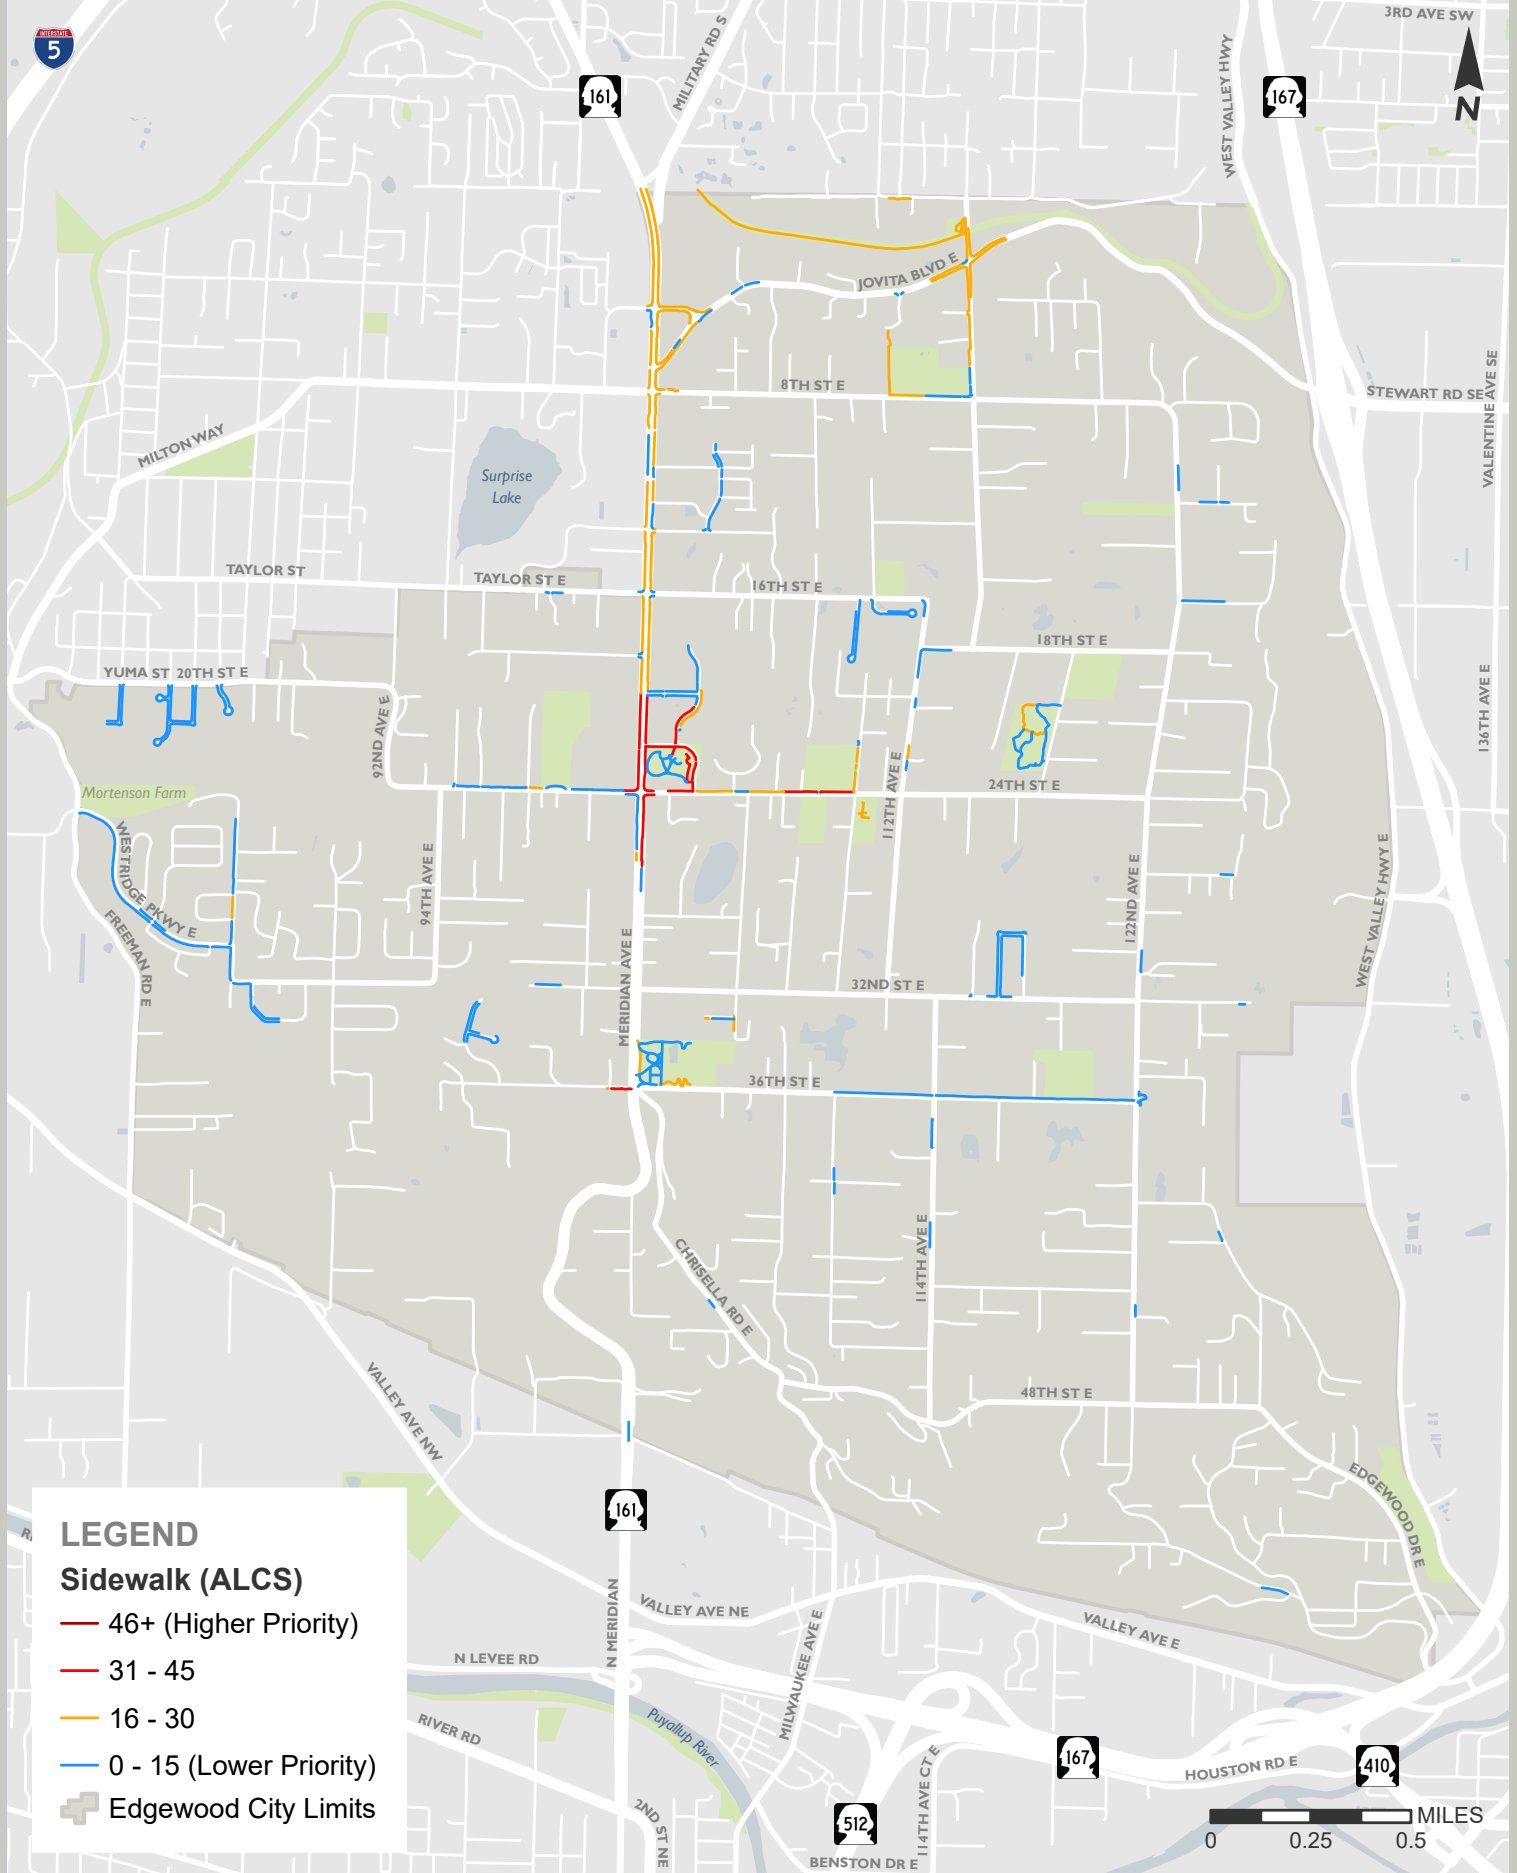 3RD AVE SW
INTERSTATE
5
161
MILITARY RD S
WEST VALLEY HWY
167
N
JOVITA BLVD E
8TH ST E
STEWART RD SE
VALENTINE AVE SE
MILTON WAY
Surprise
Lake
TAYLOR ST
TAYLOR ST E
16TH ST E
18TH ST E
YUMA ST
20TH ST E
92ND AVE E
136TH AVE E
112TH AVE E
24TH ST E
Mortenson Farm
WESTRIDGE PKWY E
94TH AVE E
122ND AVE E
WEST VALLEY HWY E
FREEMAN RD E
MERIDIAN AVE E
32ND ST E
36TH ST E
CHRISELLA RD E
114TH AVE E
VALLEY AVE NW
48TH ST E
EDGEWOOD DR E
161
LEGEND
Sidewalk (ALCS)
46+ (Higher Priority)
31 - 45
16 - 30
0 - 15 (Lower Priority)
Edgewood City Limits
N MERIDIAN
VALLEY AVE NE
MILWAUKEE AVE E
VALLEY AVE E
N LEVEE RD
RIVER RD
Puyallup River
167
HOUSTON RD E
410
2ND ST NE
512
114TH AVE CT E
BENSTON DR E
MILES
0
0.25
0.5